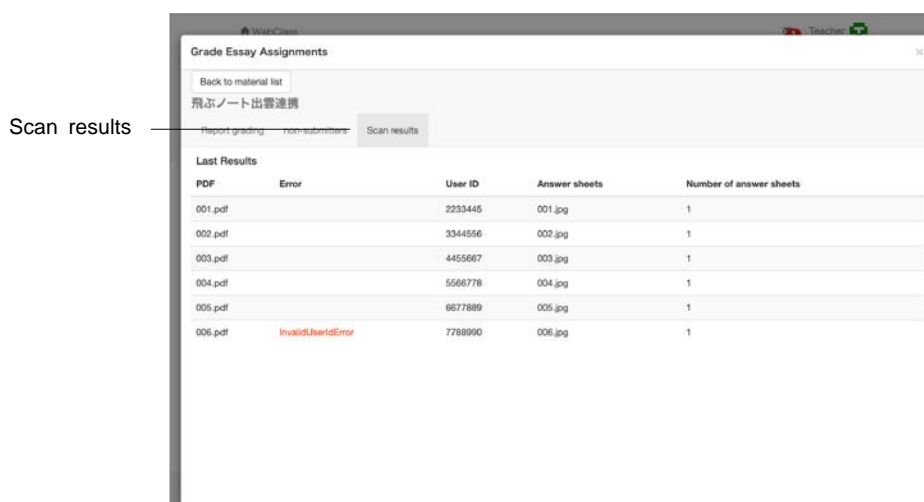 WebClass Teacher T
Grade Essay Assignments ×
Back to material list
飛ぶノート出雲連携
Scan results
Report grading non-submitters Scan results
Last Results
PDF Error User ID Answer sheets Number of answer sheets
001.pdf 2233445 001.jpg 1
002.pdf 3344556 002.jpg 1
003.pdf 4455667 003.jpg 1
004.pdf 5566778 004.jpg 1
005.pdf 6677889 005.jpg 1
006.pdf InvalidUserIdError 7788990 006.jpg 1